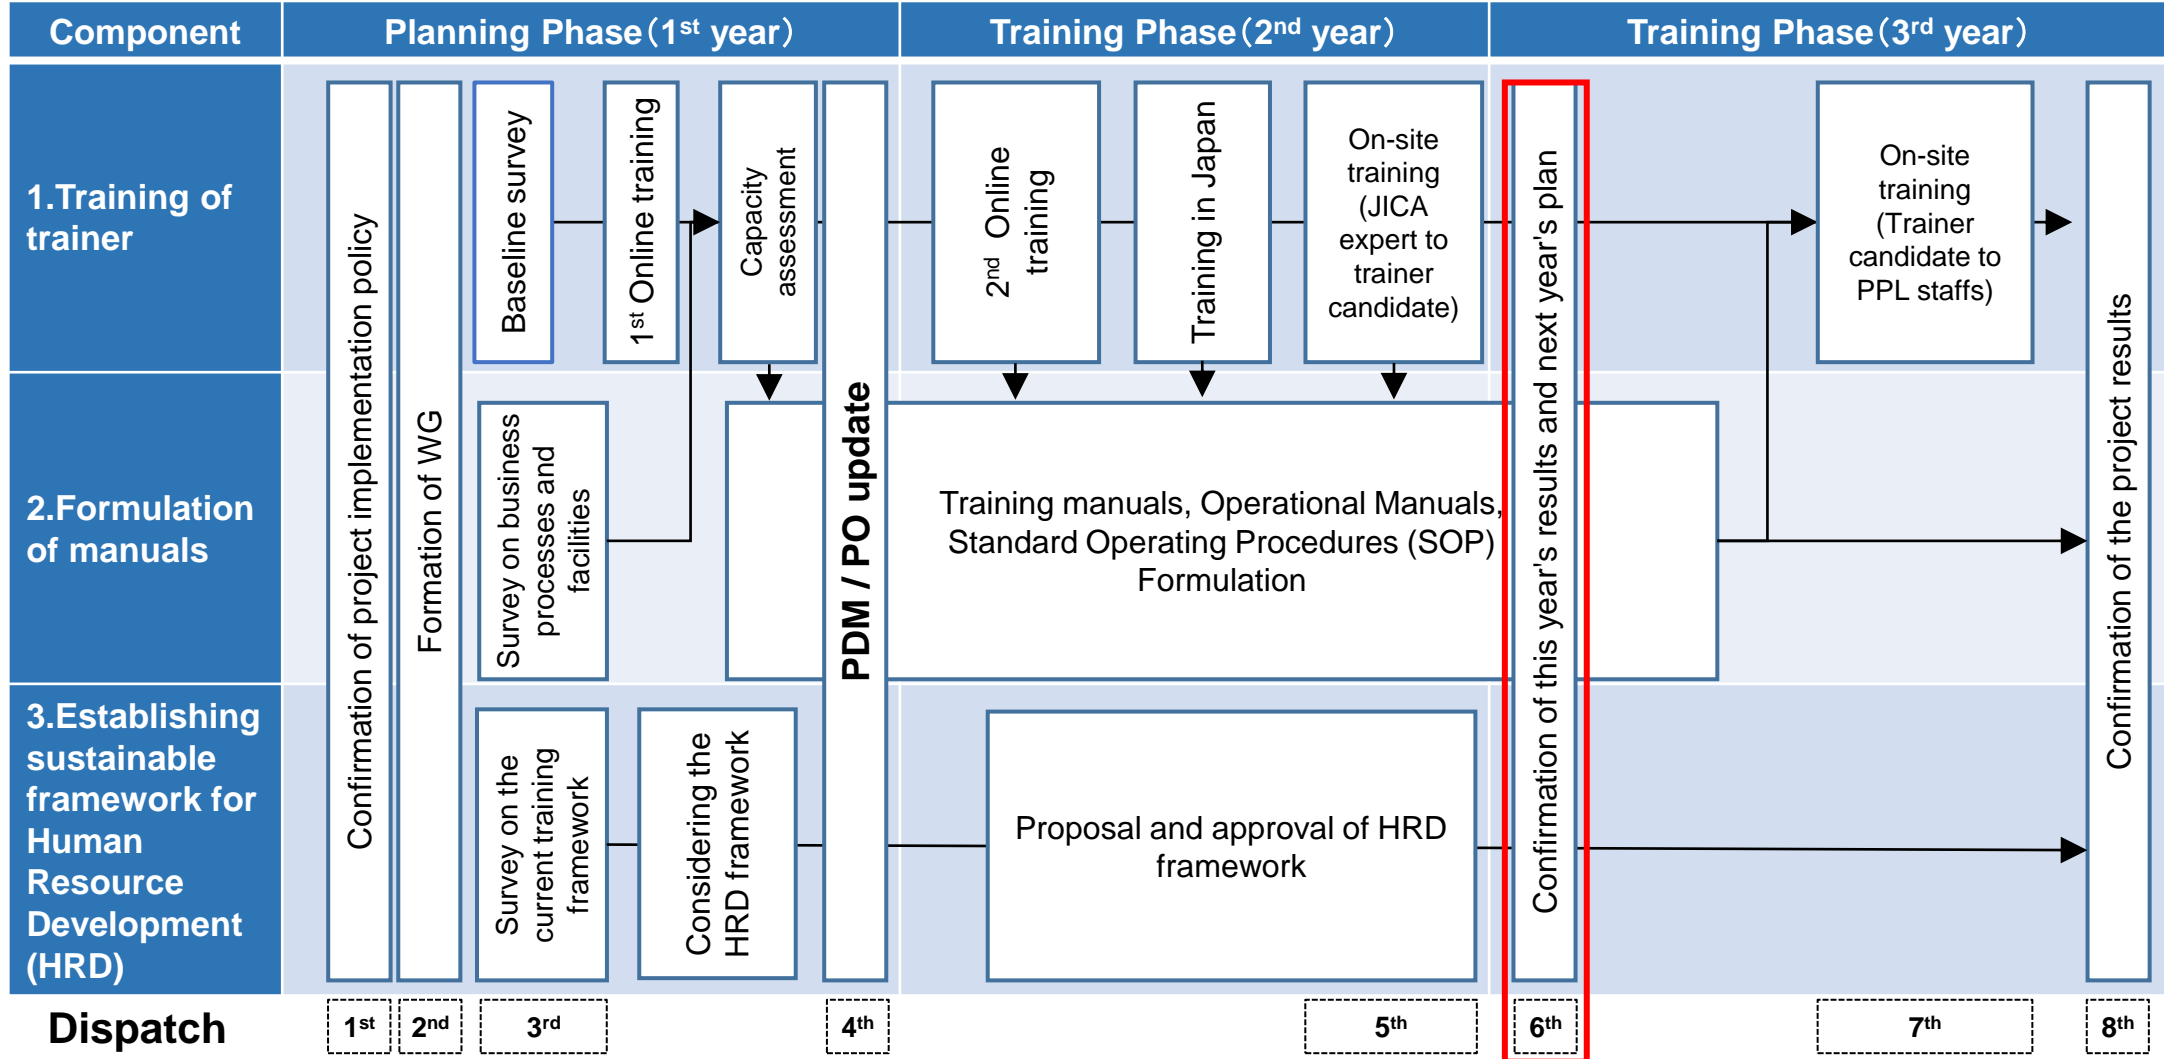 Component
Planning Phase（1st year）
Training Phase（2nd year）
Training Phase（3rd year）
1.Training of
trainer
2.Formulation
of manuals
3.Establishing
sustainable
framework for
Human
Resource
Development
(HRD)
Confirmation of project implementation policy
Formation of WG
Baseline survey
1st Online training
Capacity
assessment
Survey on business
processes and
facilities
Survey on the
current training
framework
Considering the
HRD framework
PDM / PO update
2nd Online
training
Training in Japan
On-site
training
(JICA
expert to
trainer
candidate)
Training manuals, Operational Manuals,
Standard Operating Procedures (SOP)
Formulation
Proposal and approval of HRD
framework
Confirmation of this year's results and next year's plan
On-site
training
(Trainer
candidate to
PPL staffs)
Confirmation of the project results
Dispatch
1st
2nd
3rd
4th
5th
6th
7th
8th